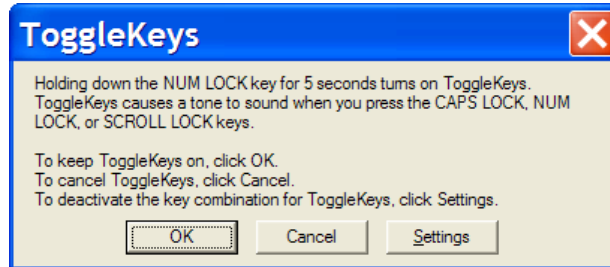 ToggleKeys
Holding down the NUM LOCK key for 5 seconds turns on ToggleKeys.
ToggleKeys causes a tone to sound when you press the CAPS LOCK, NUM
LOCK, or SCROLL LOCK keys.
To keep ToggleKeys on, click OK.
To cancel ToggleKeys, click Cancel.
To deactivate the key combination for ToggleKeys, click Settings.
OK Cancel Settings